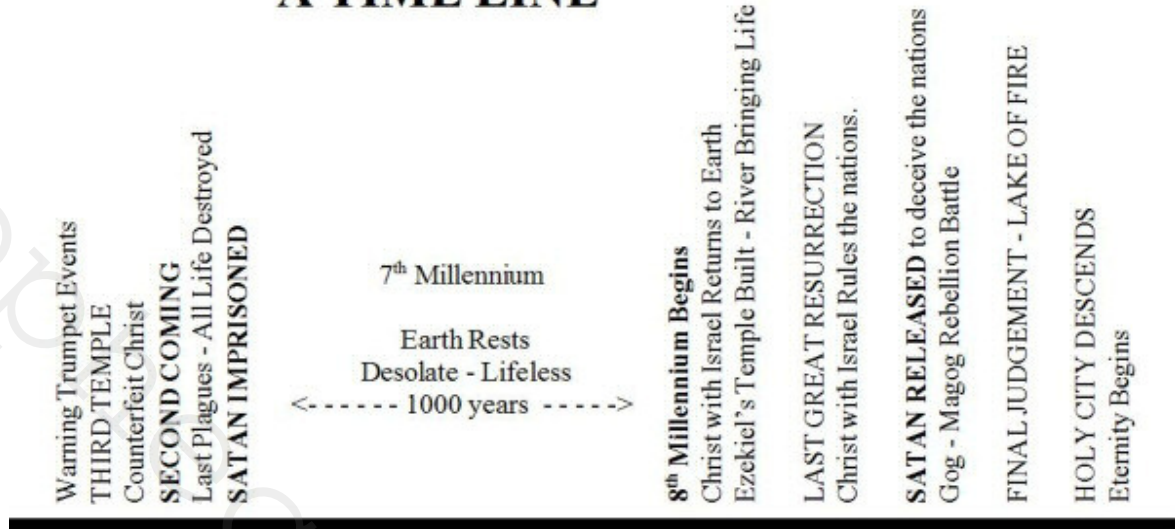 A TIME LINE
Warning Trumpet Events
THIRD TEMPLE
Counterfeit Christ
SECOND COMING
Last Plagues - All Life Destroyed
SATAN IMPRISONED
7th Millennium
Earth Rests
Desolate - Lifeless
<- - - - - - 1000 years - - - - ->
8th Millennium Begins
Christ with Israel Returns to Earth
Ezekiel's Temple Built - River Bringing Life
LAST GREAT RESURRECTION
Christ with Israel Rules the nations.
SATAN RELEASED to deceive the nations
Gog - Magog Rebellion Battle
FINAL JUDGEMENT - LAKE OF FIRE
HOLY CITY DESCENDS
Eternity Begins